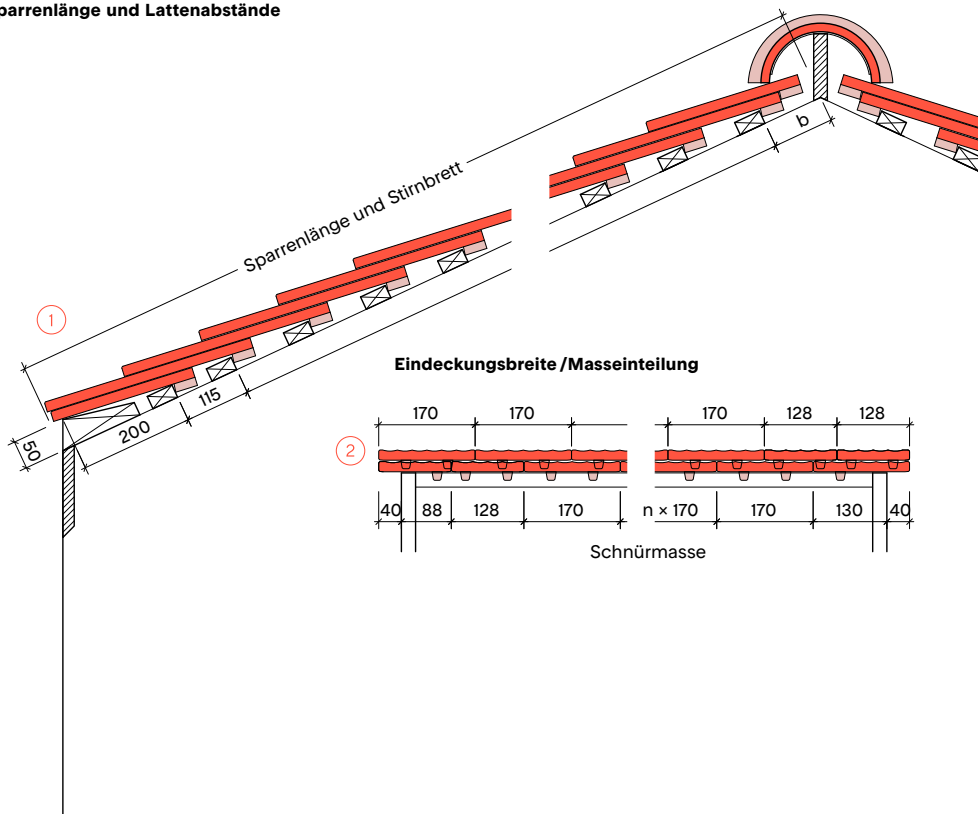 parrenlänge und Lattenabstände
b
Sparrenlänge und Stirnbrett
1
115
200
50
Eindeckungsbreite/Masseinteilung
170 170 170 128 128
2
40 88 128 170 n × 170 170 130 40
Schnürmasse